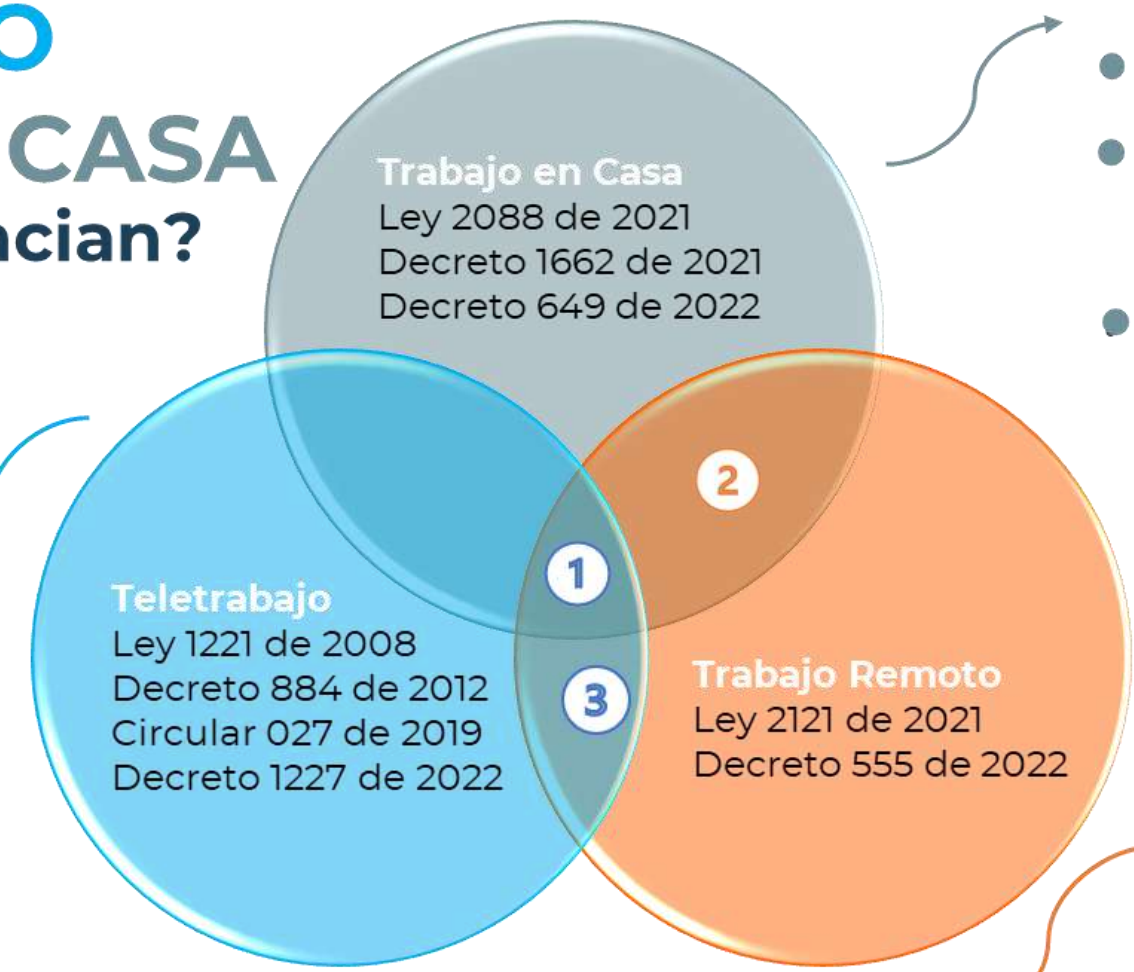 O
CASA
ncian?
Trabajo en Casa
Ley 2088 de 2021
Decreto 1662 de 2021
Decreto 649 de 2022
2
1
Teletrabajo
Ley 1221 de 2008
Decreto 884 de 2012
Circular 027 de 2019
Decreto 1227 de 2022
3
Trabajo Remoto
Ley 2121 de 2021
Decreto 555 de 2022